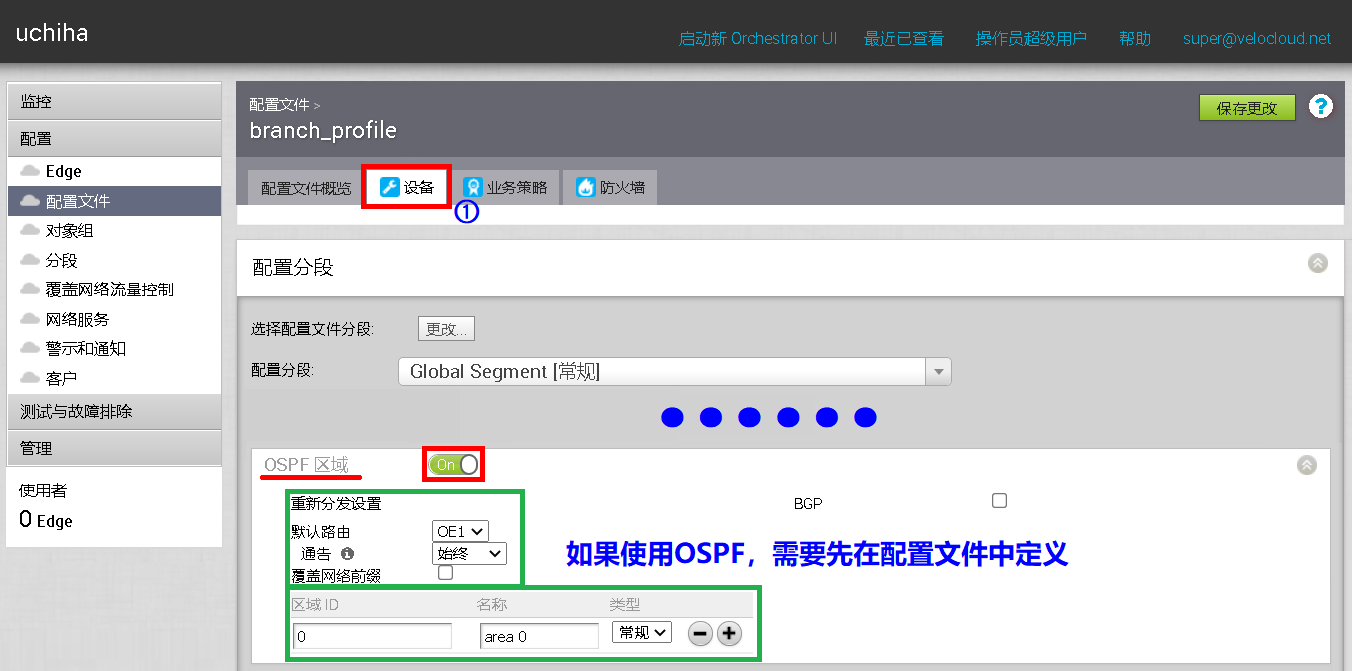 uchiha
启动新 Orchestrator UI 最近已查看 操作员超级用户 帮助 super@velocloud.net
监控
配置
Edge
配置文件
对象组
分段
覆盖网络流量控制
网络服务
警示和通知
客户
测试与故障排除
管理
使用者
0 Edge
配置文件 >
branch_profile
保存更改 ?
配置文件概览 设备 业务策略 防火墙
①
配置分段
选择配置文件分段: 更改...
配置分段: Global Segment [常规]
OSPF 区域 On
重新分发设置 BGP
默认路由 OE1
通告 始终
覆盖网络前缀
如果使用OSPF，需要先在配置文件中定义
区域 ID 名称 类型
0 area 0 常规